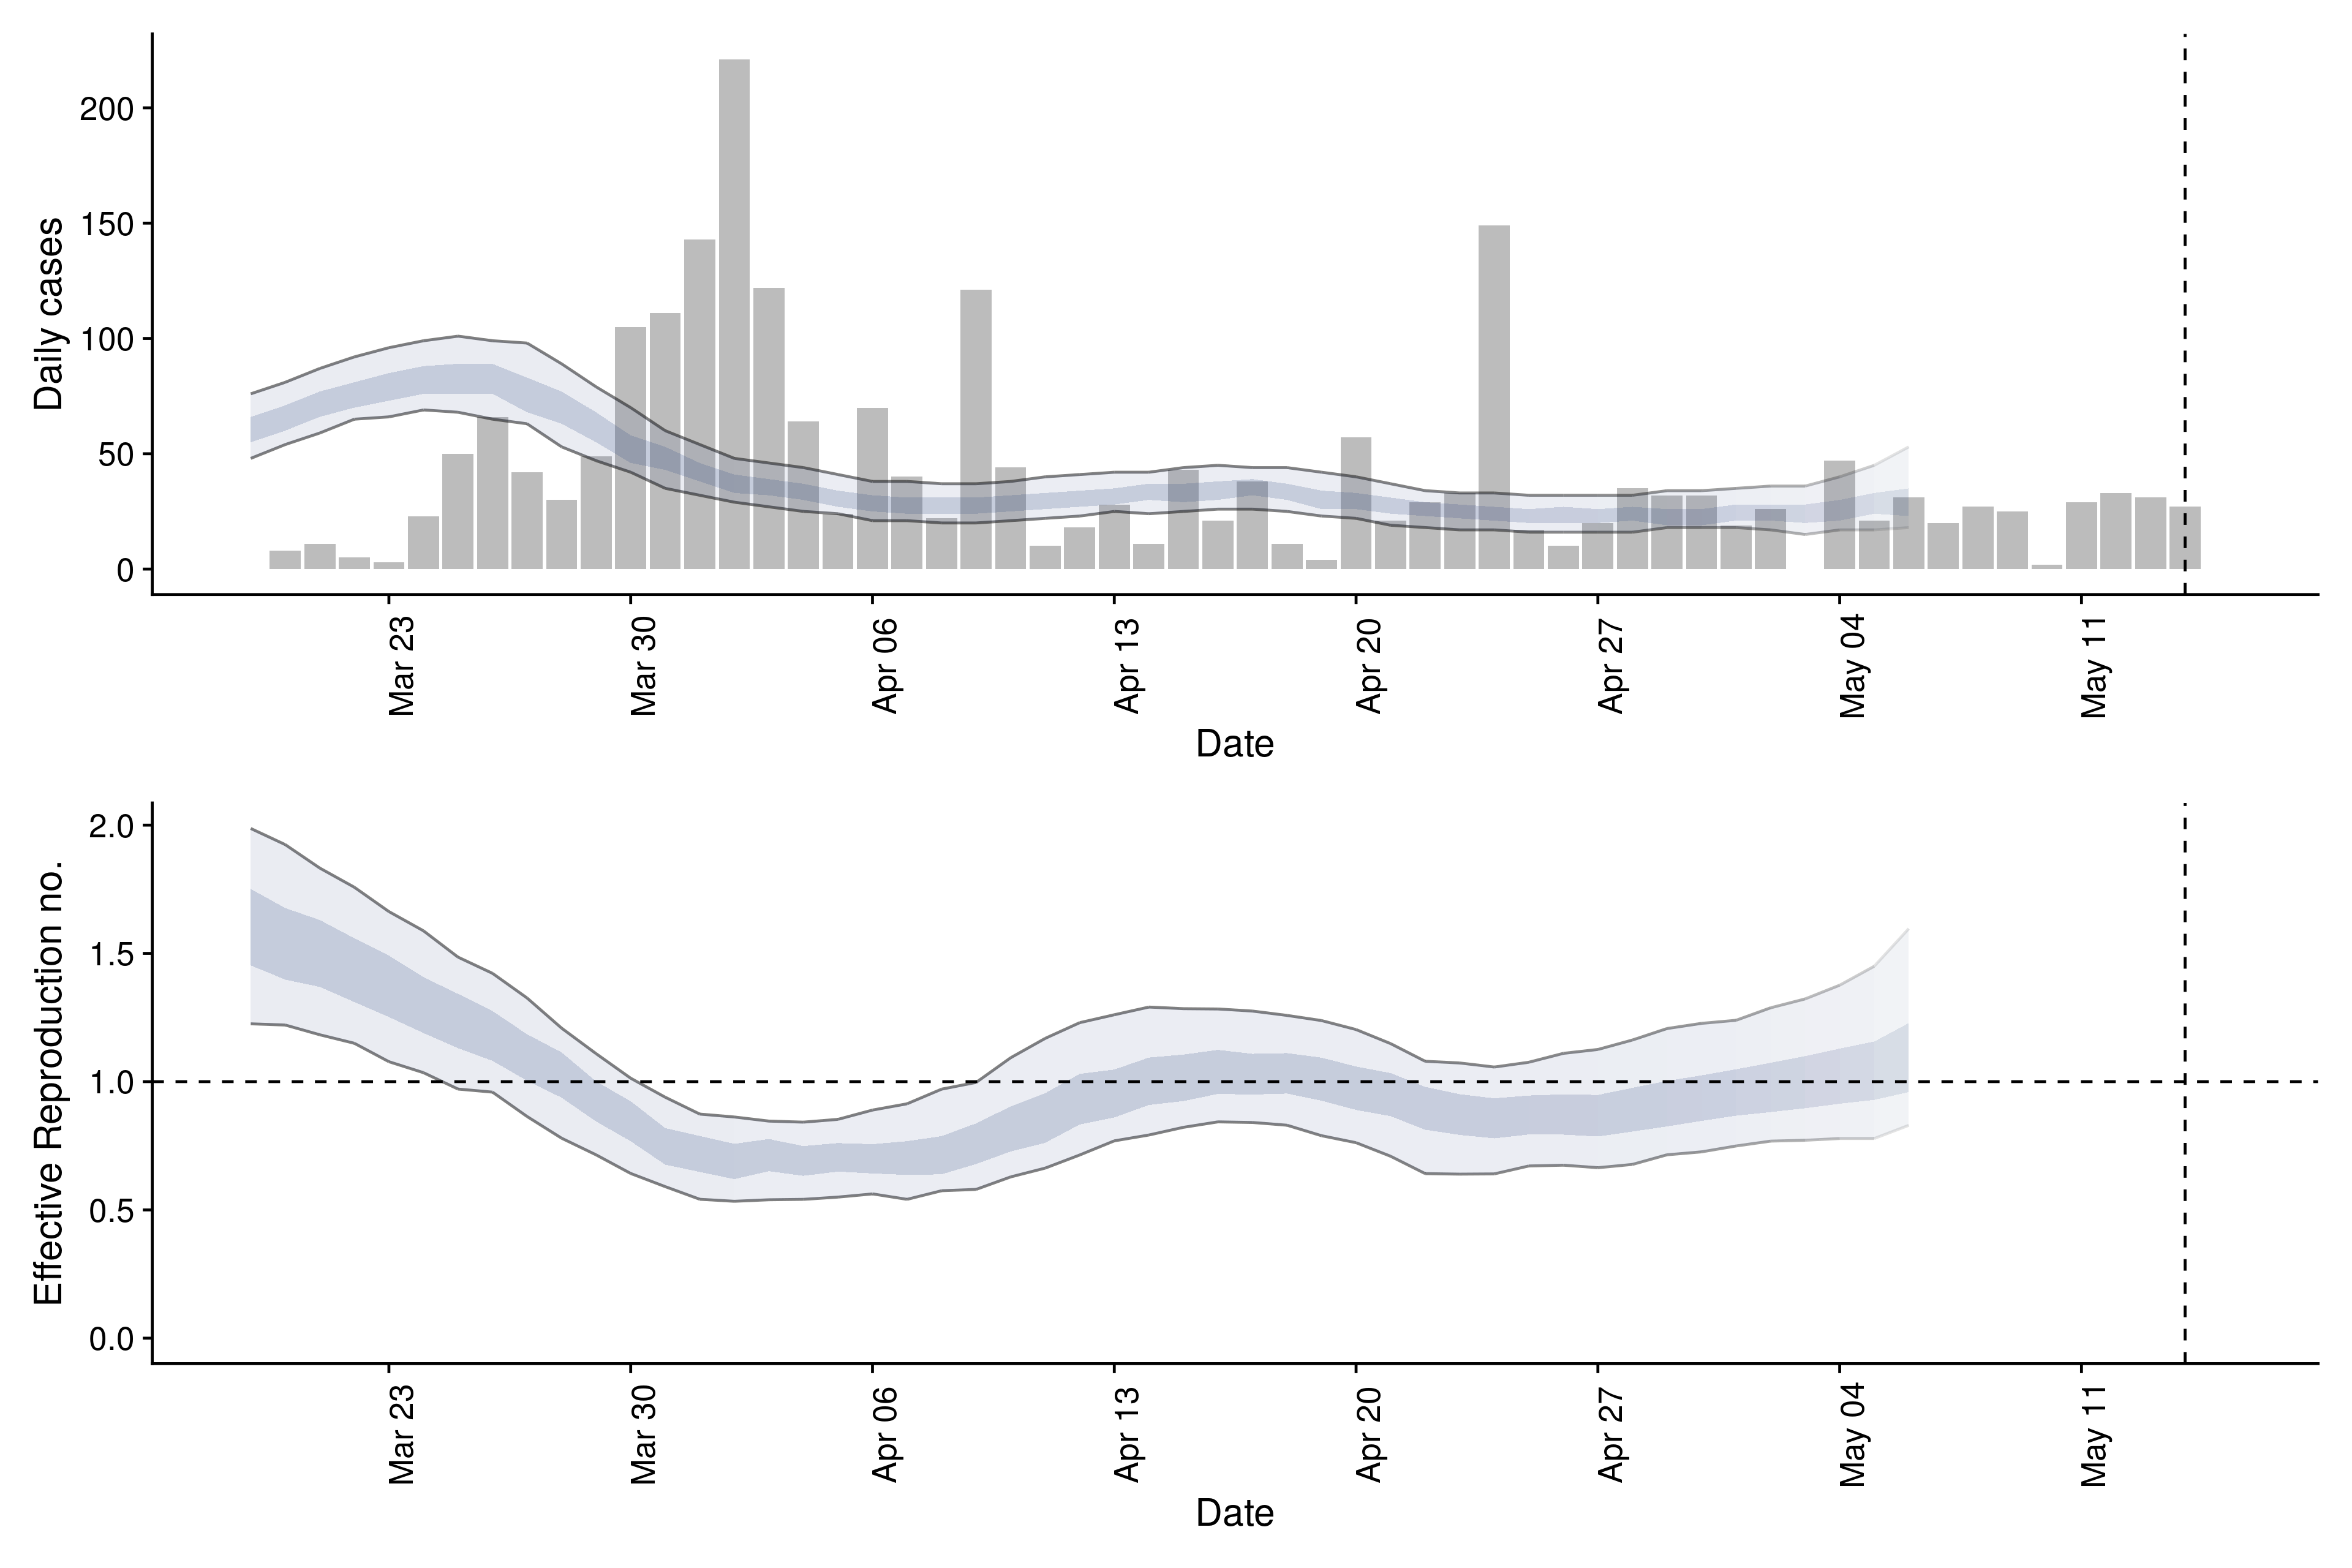 Daily cases
200
150
100
50
0
Mar 23
Mar 30
Apr 06
Apr 13
Apr 20
Apr 27
May 04
May 11
Date
Effective Reproduction no.
2.0
1.5
1.0
0.5
0.0
Mar 23
Mar 30
Apr 06
Apr 13
Apr 20
Apr 27
May 04
May 11
Date